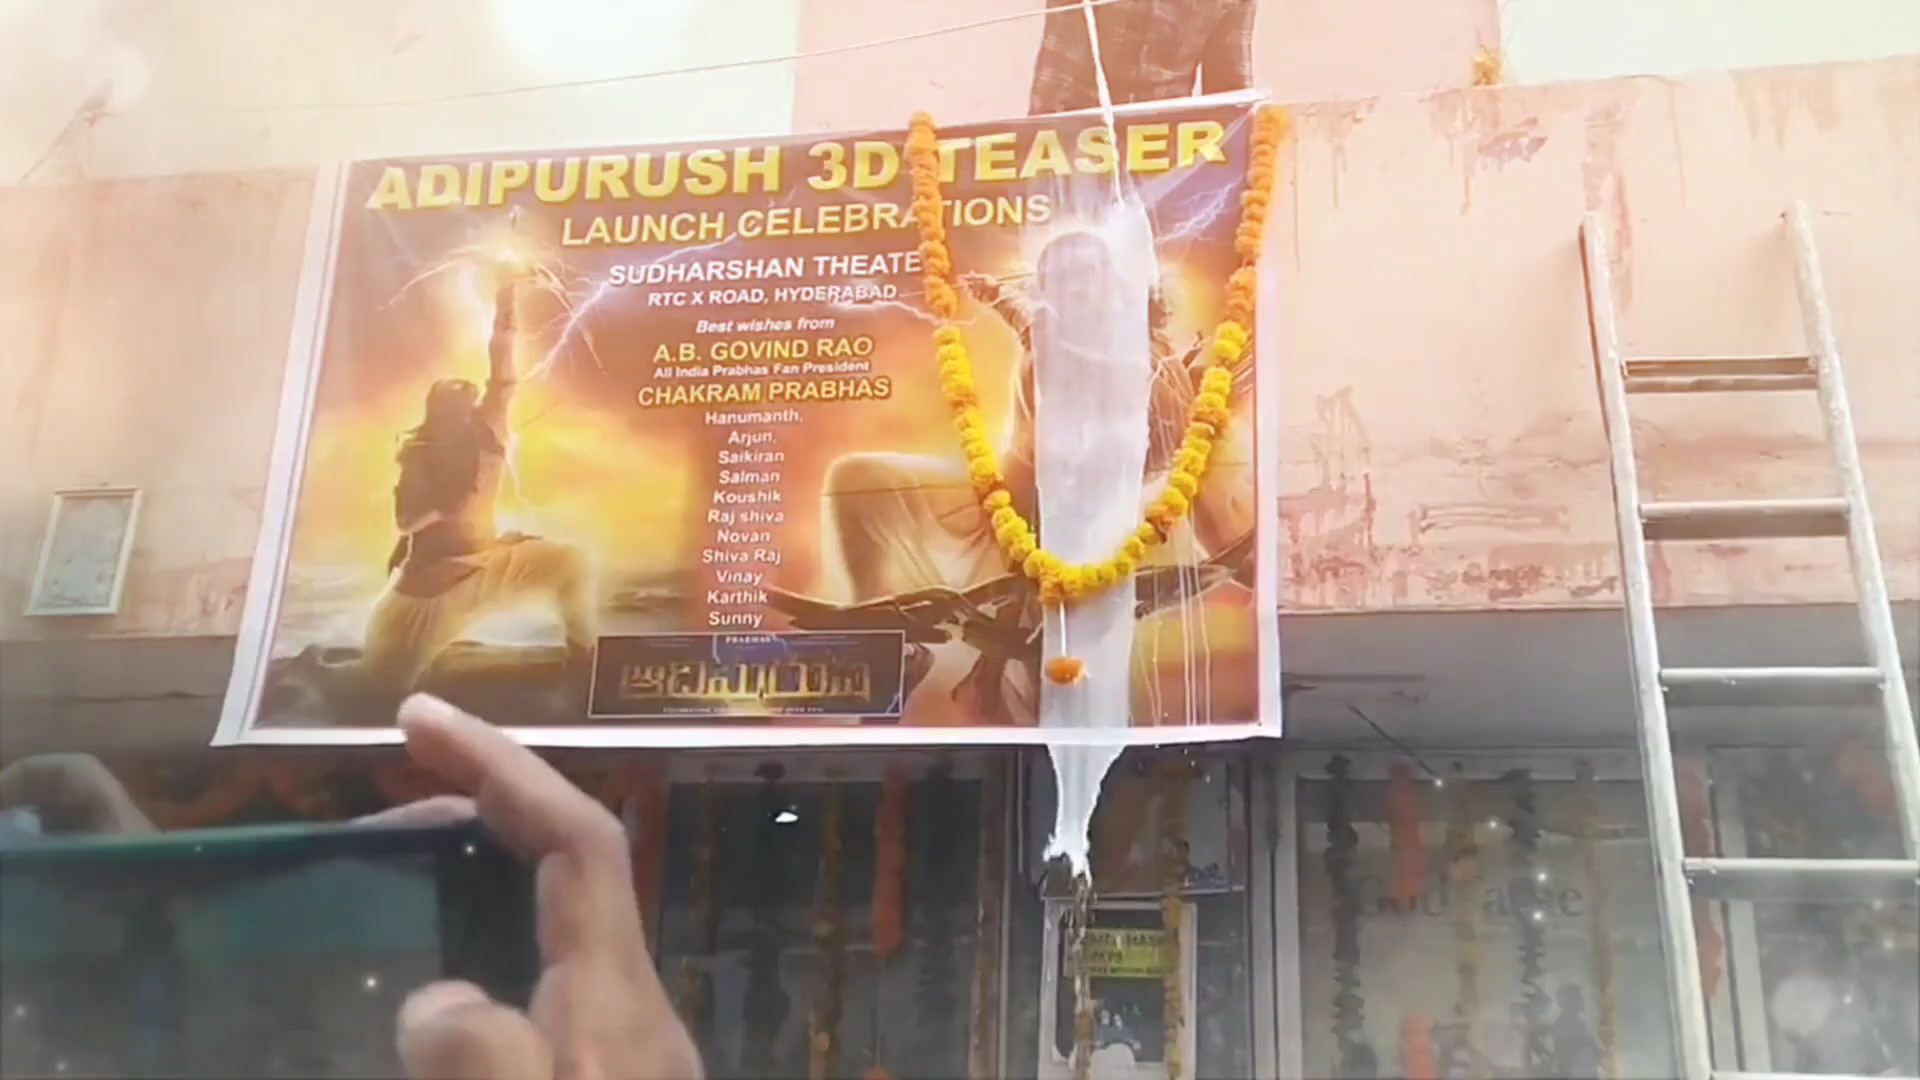 ADIPURUSH 3D TEASER
LAUNCH CELEBRATIONS
SUDHARSHAN THEATE
RTC X ROAD, HYDERABAD
Best wishes from
A.B. GOVIND RAO
All India Prabhas Fan President
CHAKRAM PRABHAS
Hanumanth,
Arjun,
Saikiran
Salman
Koushik
Raj shiva
Novan
Shiva Raj
Vinay
Karthik
Sunny
PRABHAS
ఆదిపురుష్